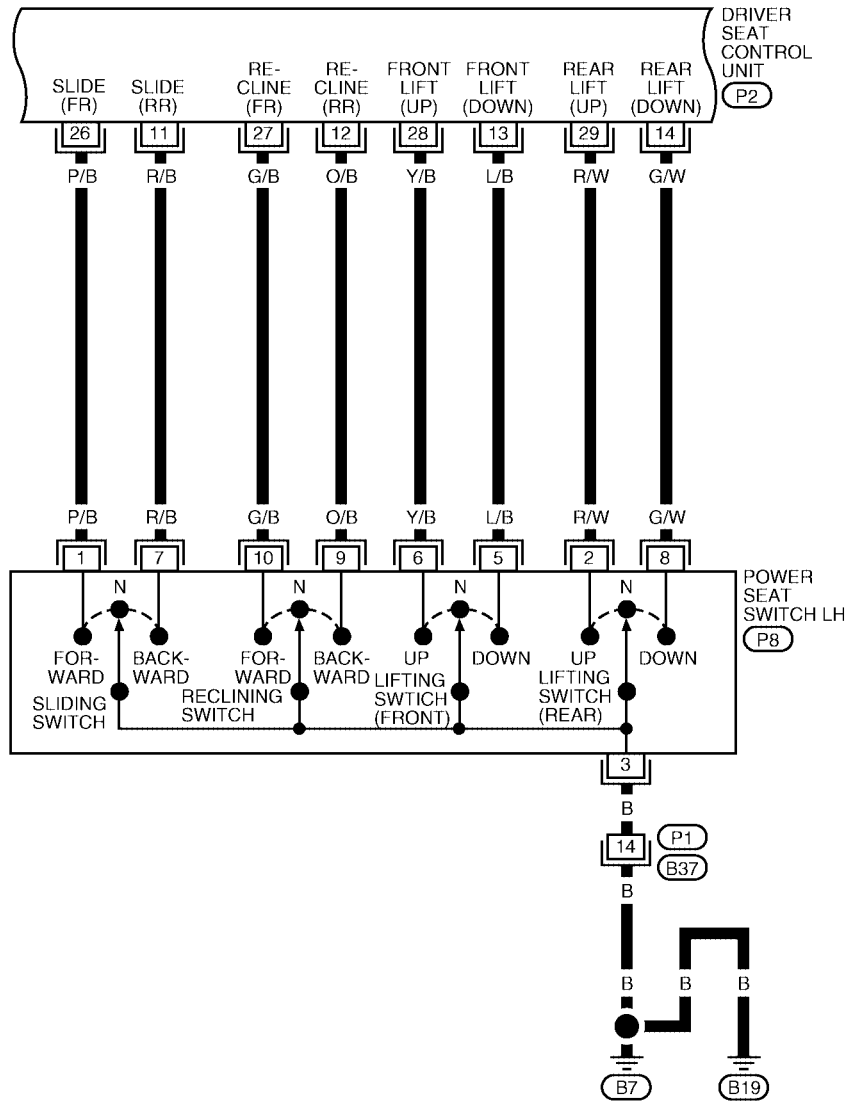 DRIVER
SEAT
CONTROL
UNIT
P2
SLIDE
(FR)
SLIDE
(RR)
RE-
CLINE
(FR)
RE-
CLINE
(RR)
FRONT
LIFT
(UP)
FRONT
LIFT
(DOWN)
REAR
LIFT
(UP)
REAR
LIFT
(DOWN)
26 11 27 12 28 13 29 14
P/B R/B G/B O/B Y/B L/B R/W G/W
P/B R/B G/B O/B Y/B L/B R/W G/W
1 7 10 9 6 5 2 8
POWER
SEAT
SWITCH LH
P8
N N N N
FOR-
WARD
BACK-
WARD
SLIDING
SWITCH
FOR-
WARD
BACK-
WARD
RECLINING
SWITCH
UP DOWN
LIFTING
SWTICH
(FRONT)
UP DOWN
LIFTING
SWITCH
(REAR)
3
B
14
P1
B37
B
B B B
B7 B19